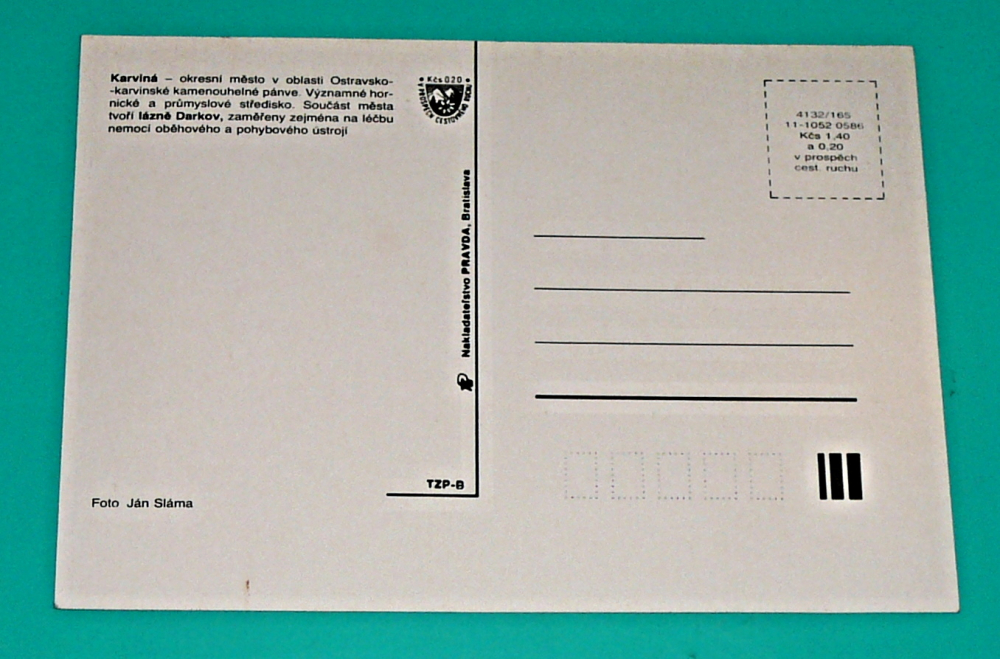 Karviná – okresní město v oblasti Ostravsko-
-karvinské kamenouhelné pánve. Významné hor-
nické a průmyslové středisko. Součást města
tvoří lázně Darkov, zaměřeny zejména na léčbu
nemocí oběhového a pohybového ústrojí
Kčs 0.20
V PROSPĚCH CESTOVNÉHO RUCHU
Nakladateľstvo PRAVDA, Bratislava
TZP-B
Foto Ján Sláma
4132/165
11-1052 0586
Kčs 1,40
a 0,20
v prospěch
cest. ruchu